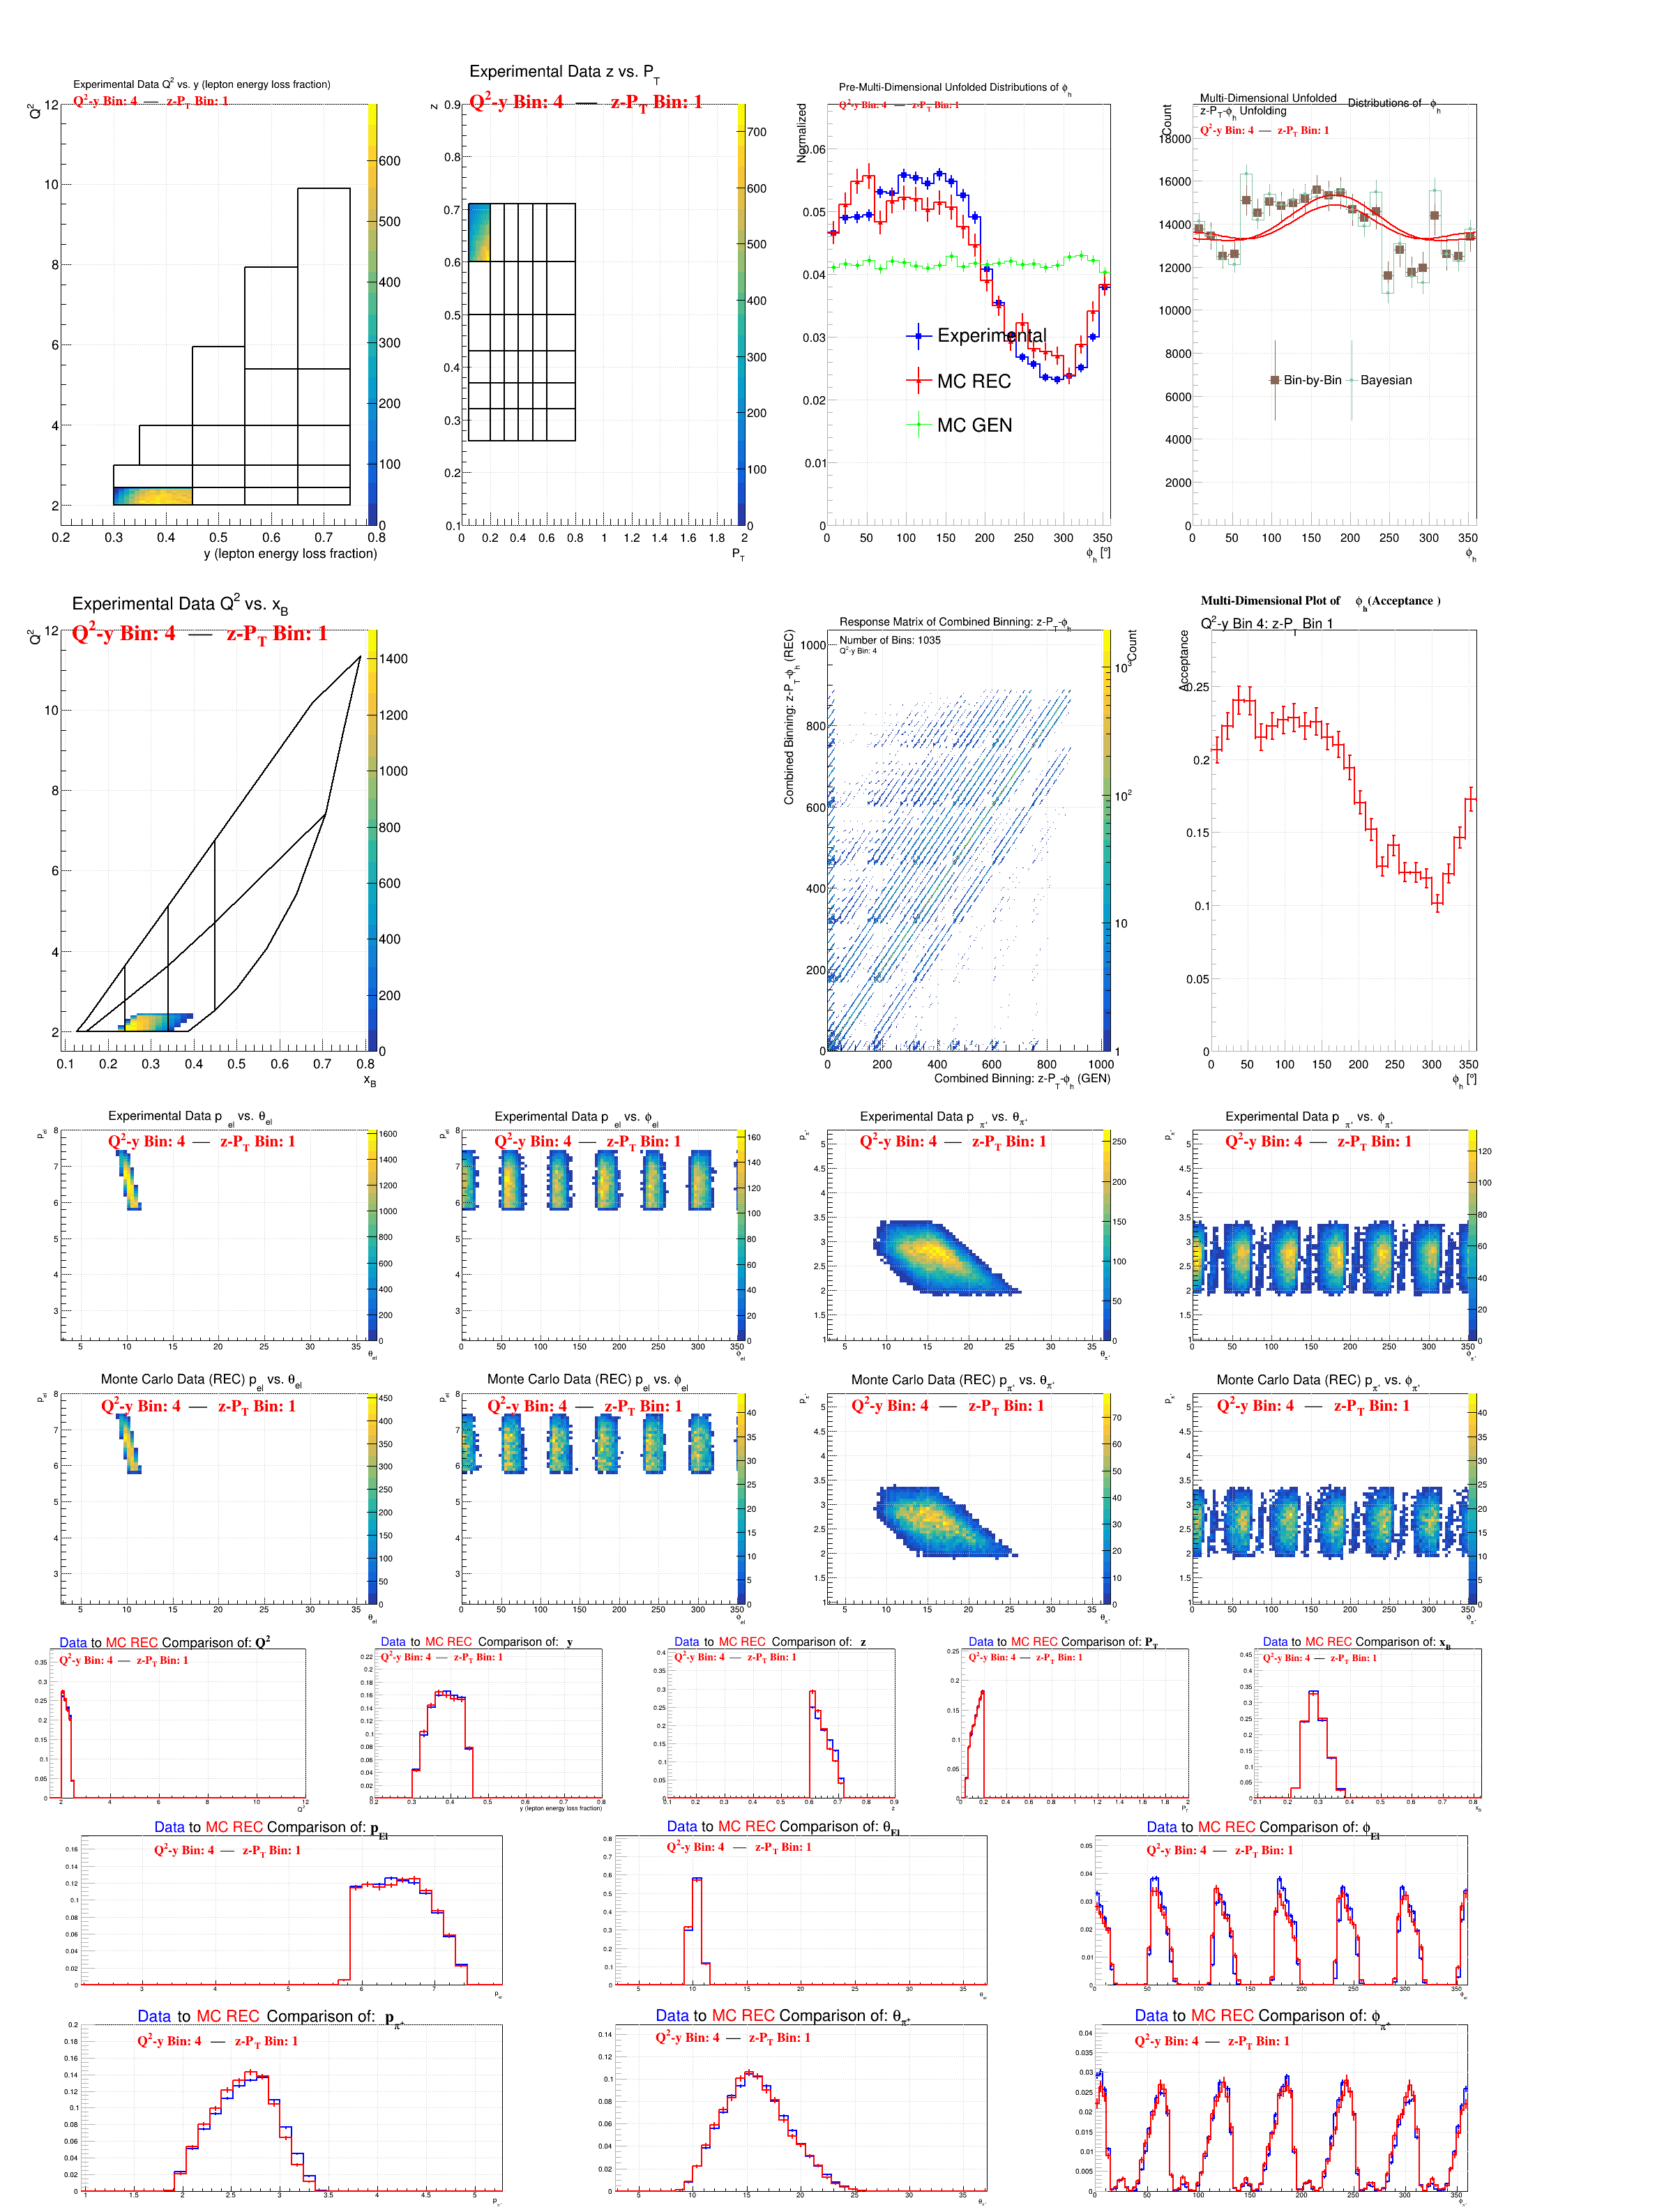 Experimental Data Q² vs. y (lepton energy loss fraction)
Q²-y Bin: 4 — z-P_T Bin: 1
Q²
y (lepton energy loss fraction)
Experimental Data z vs. P_T
Q²-y Bin: 4 — z-P_T Bin: 1
z
P_T
Pre-Multi-Dimensional Unfolded Distributions of ϕ_h
Q²-y Bin: 4 — z-P_T Bin: 1
Normalized
Experimental
MC REC
MC GEN
ϕ_h [°]
Multi-Dimensional Unfolded Distributions of ϕ_h
z-P_T-ϕ_h Unfolding
Q²-y Bin: 4 — z-P_T Bin: 1
Count
Bin-by-Bin
Bayesian
ϕ_h
Experimental Data Q² vs. x_B
Q²-y Bin: 4 — z-P_T Bin: 1
Q²
x_B
Response Matrix of Combined Binning: z-P_T-ϕ_h
Number of Bins: 1035
Q²-y Bin: 4
Combined Binning: z-P_T-ϕ_h (REC)
Count
Combined Binning: z-P_T-ϕ_h (GEN)
Multi-Dimensional Plot of ϕ_h (Acceptance )
Q²-y Bin 4: z-P_T Bin 1
Acceptance
ϕ_h [°]
Experimental Data p_el vs. θ_el
Q²-y Bin: 4 — z-P_T Bin: 1
Experimental Data p_el vs. ϕ_el
Q²-y Bin: 4 — z-P_T Bin: 1
Experimental Data p_π⁺ vs. θ_π⁺
Q²-y Bin: 4 — z-P_T Bin: 1
Experimental Data p_π⁺ vs. ϕ_π⁺
Q²-y Bin: 4 — z-P_T Bin: 1
Monte Carlo Data (REC) p_el vs. θ_el
Q²-y Bin: 4 — z-P_T Bin: 1
Monte Carlo Data (REC) p_el vs. ϕ_el
Q²-y Bin: 4 — z-P_T Bin: 1
Monte Carlo Data (REC) p_π⁺ vs. θ_π⁺
Q²-y Bin: 4 — z-P_T Bin: 1
Monte Carlo Data (REC) p_π⁺ vs. ϕ_π⁺
Q²-y Bin: 4 — z-P_T Bin: 1
Data to MC REC Comparison of: Q²
Q²-y Bin: 4 — z-P_T Bin: 1
Q²
Data to MC REC Comparison of: y
Q²-y Bin: 4 — z-P_T Bin: 1
y (lepton energy loss fraction)
Data to MC REC Comparison of: z
Q²-y Bin: 4 — z-P_T Bin: 1
z
Data to MC REC Comparison of: P_T
Q²-y Bin: 4 — z-P_T Bin: 1
P_T
Data to MC REC Comparison of: x_B
Q²-y Bin: 4 — z-P_T Bin: 1
x_B
Data to MC REC Comparison of: p_El
Q²-y Bin: 4 — z-P_T Bin: 1
Data to MC REC Comparison of: θ_El
Q²-y Bin: 4 — z-P_T Bin: 1
Data to MC REC Comparison of: ϕ_El
Q²-y Bin: 4 — z-P_T Bin: 1
Data to MC REC Comparison of: p_π⁺
Q²-y Bin: 4 — z-P_T Bin: 1
Data to MC REC Comparison of: θ_π⁺
Q²-y Bin: 4 — z-P_T Bin: 1
Data to MC REC Comparison of: ϕ_π⁺
Q²-y Bin: 4 — z-P_T Bin: 1